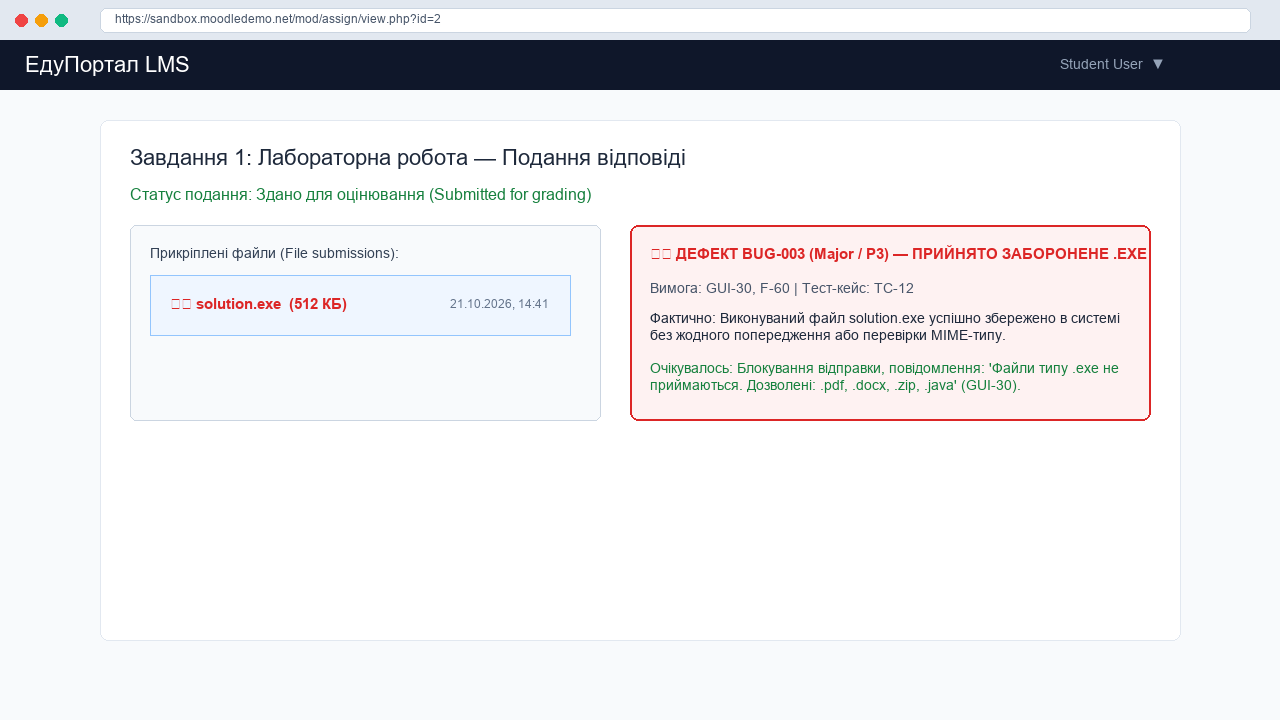 https://sandbox.moodledemo.net/mod/assign/view.php?id=2
ЕдуПортал LMS
Student User ▼
Завдання 1: Лабораторна робота — Подання відповіді
Статус подання: Здано для оцінювання (Submitted for grading)
Прикріплені файли (File submissions):
solution.exe (512 КБ)
21.10.2026, 14:41
ДЕФЕКТ BUG-003 (Major / P3) — ПРИЙНЯТО ЗАБОРОНЕНЕ .EXE
Вимога: GUI-30, F-60 | Тест-кейс: TC-12
Фактично: Виконуваний файл solution.exe успішно збережено в системі
без жодного попередження або перевірки MIME-типу.
Очікувалось: Блокування відправки, повідомлення: 'Файли типу .exe не
приймаються. Дозволені: .pdf, .docx, .zip, .java' (GUI-30).